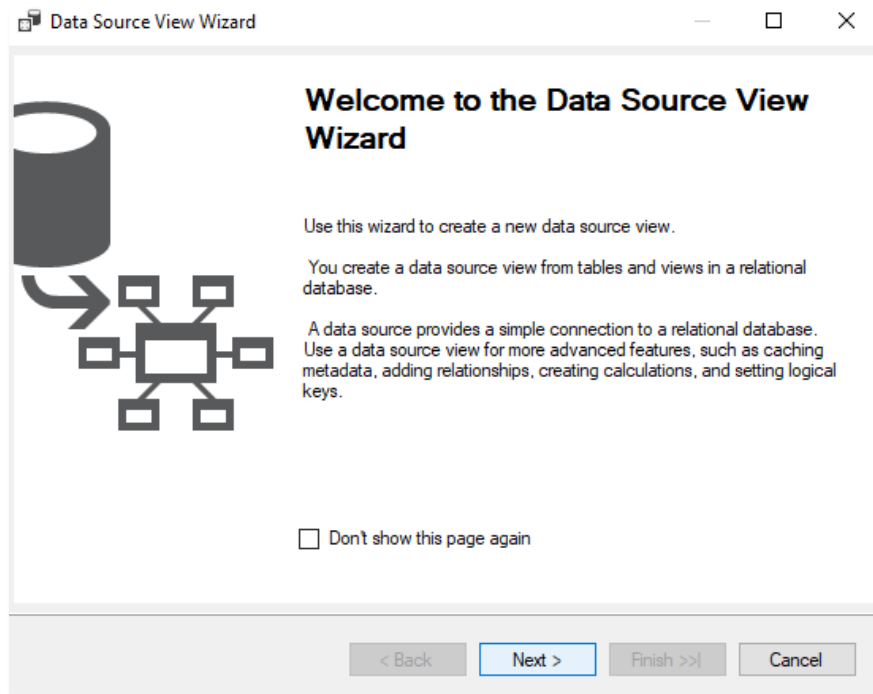 Data Source View Wizard
Welcome to the Data Source View
Wizard
Use this wizard to create a new data source view.
You create a data source view from tables and views in a relational
database.
A data source provides a simple connection to a relational database.
Use a data source view for more advanced features, such as caching
metadata, adding relationships, creating calculations, and setting logical
keys.
Don't show this page again
< Back Next > Finish >>| Cancel